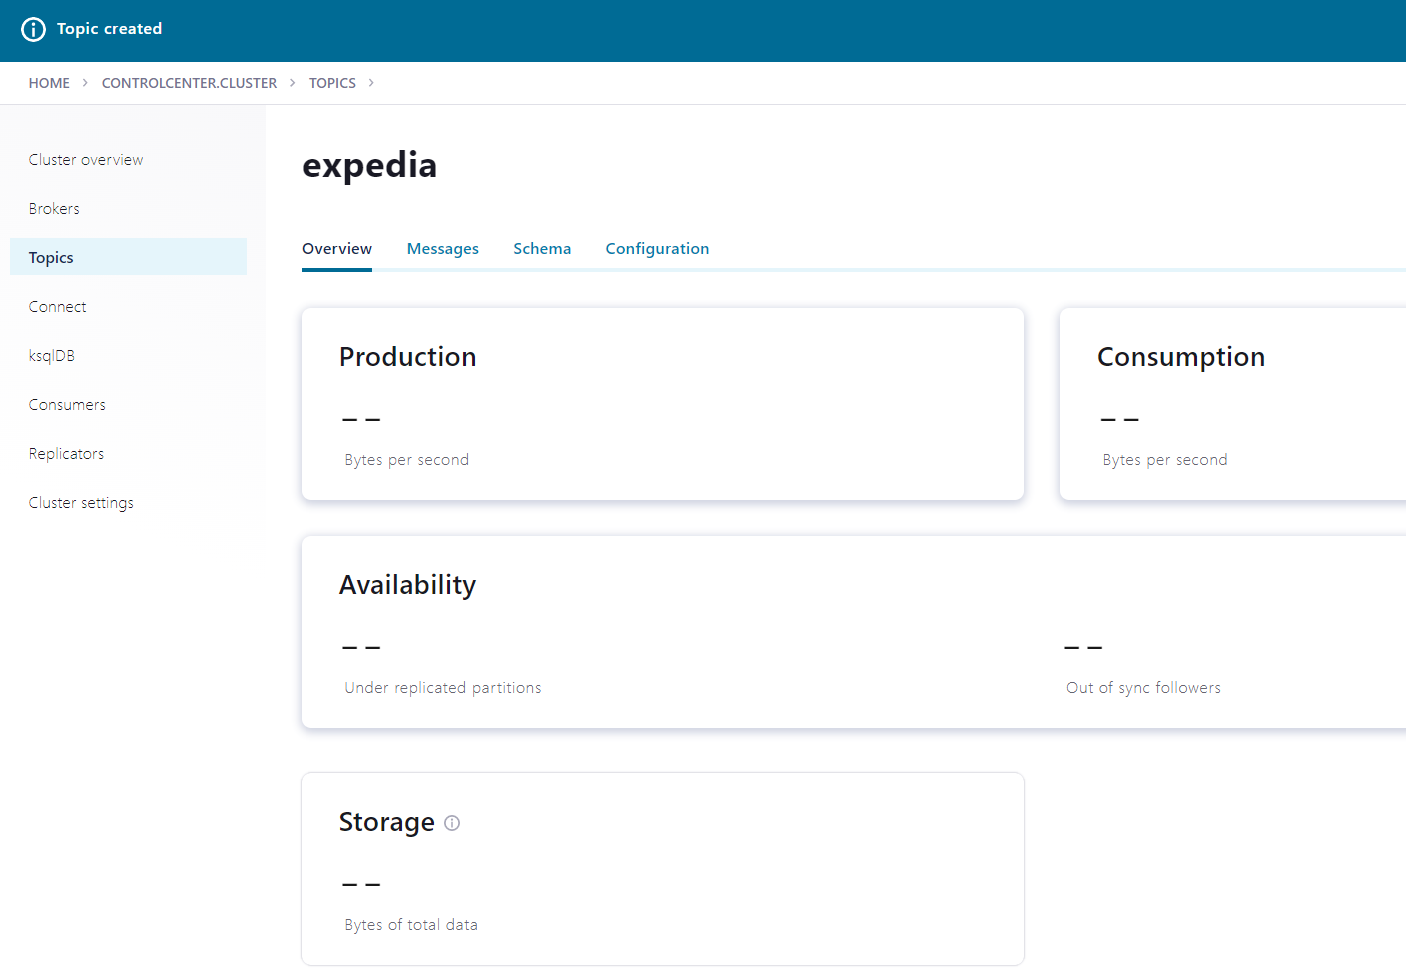 Topic created
HOME > CONTROLCENTER.CLUSTER > TOPICS >
Cluster overview
Brokers
Topics
Connect
ksqlDB
Consumers
Replicators
Cluster settings
expedia
Overview Messages Schema Configuration
Production
--
Bytes per second
Consumption
--
Bytes per second
Availability
--
Under replicated partitions
--
Out of sync followers
Storage
--
Bytes of total data